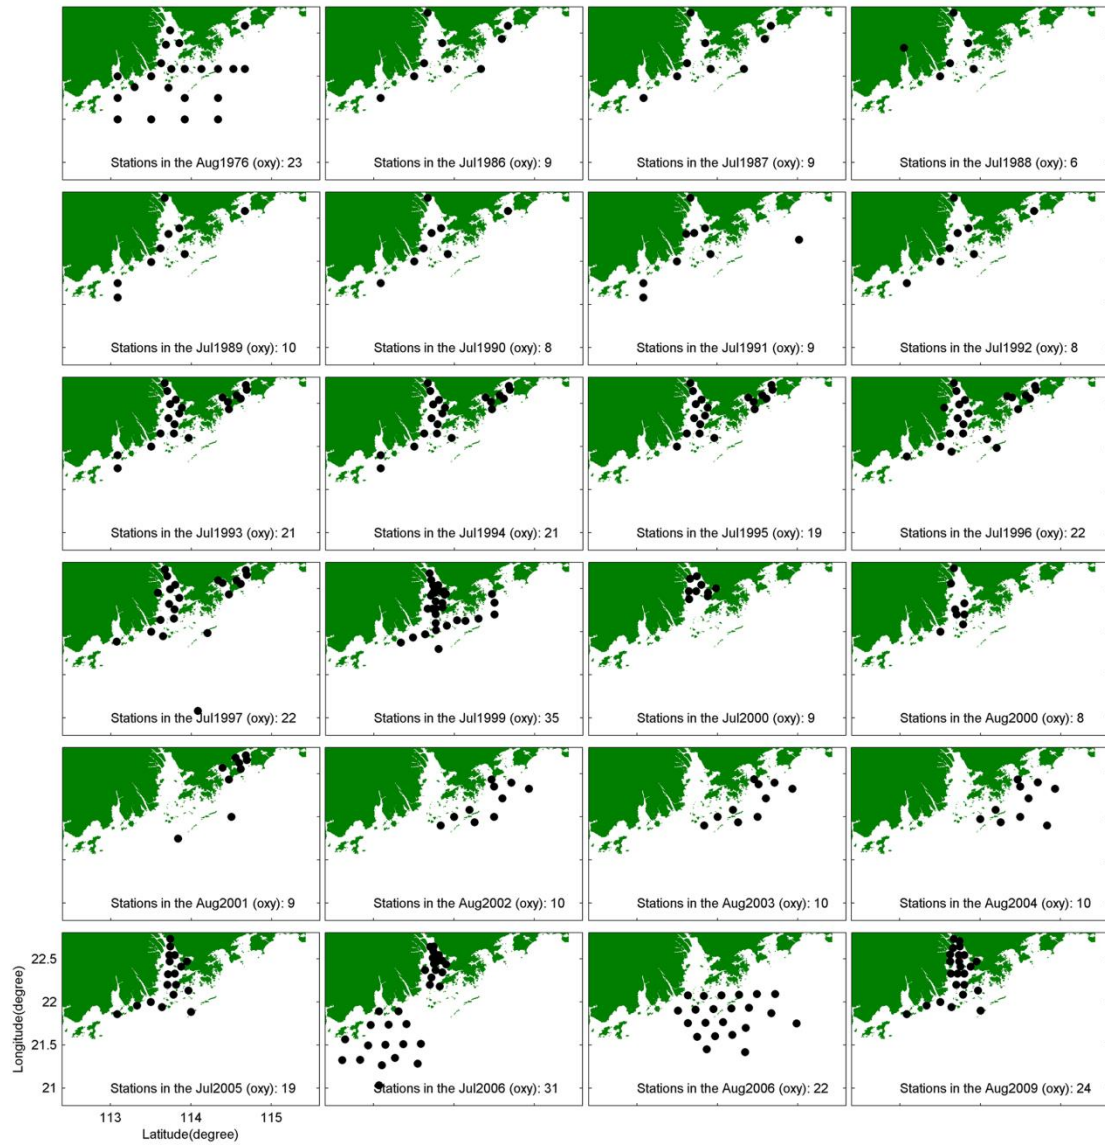 Stations in the Aug1976 (oxy): 23
Stations in the Jul1986 (oxy): 9
Stations in the Jul1987 (oxy): 9
Stations in the Jul1988 (oxy): 6
Stations in the Jul1989 (oxy): 10
Stations in the Jul1990 (oxy): 8
Stations in the Jul1991 (oxy): 9
Stations in the Jul1992 (oxy): 8
Stations in the Jul1993 (oxy): 21
Stations in the Jul1994 (oxy): 21
Stations in the Jul1995 (oxy): 19
Stations in the Jul1996 (oxy): 22
Stations in the Jul1997 (oxy): 22
Stations in the Jul1999 (oxy): 35
Stations in the Jul2000 (oxy): 9
Stations in the Aug2000 (oxy): 8
Stations in the Aug2001 (oxy): 9
Stations in the Aug2002 (oxy): 10
Stations in the Aug2003 (oxy): 10
Stations in the Aug2004 (oxy): 10
Longitude(degree)
22.5
22
21.5
21
Stations in the Jul2005 (oxy): 19
Stations in the Jul2006 (oxy): 31
Stations in the Aug2006 (oxy): 22
Stations in the Aug2009 (oxy): 24
113
114
115
Latitude(degree)